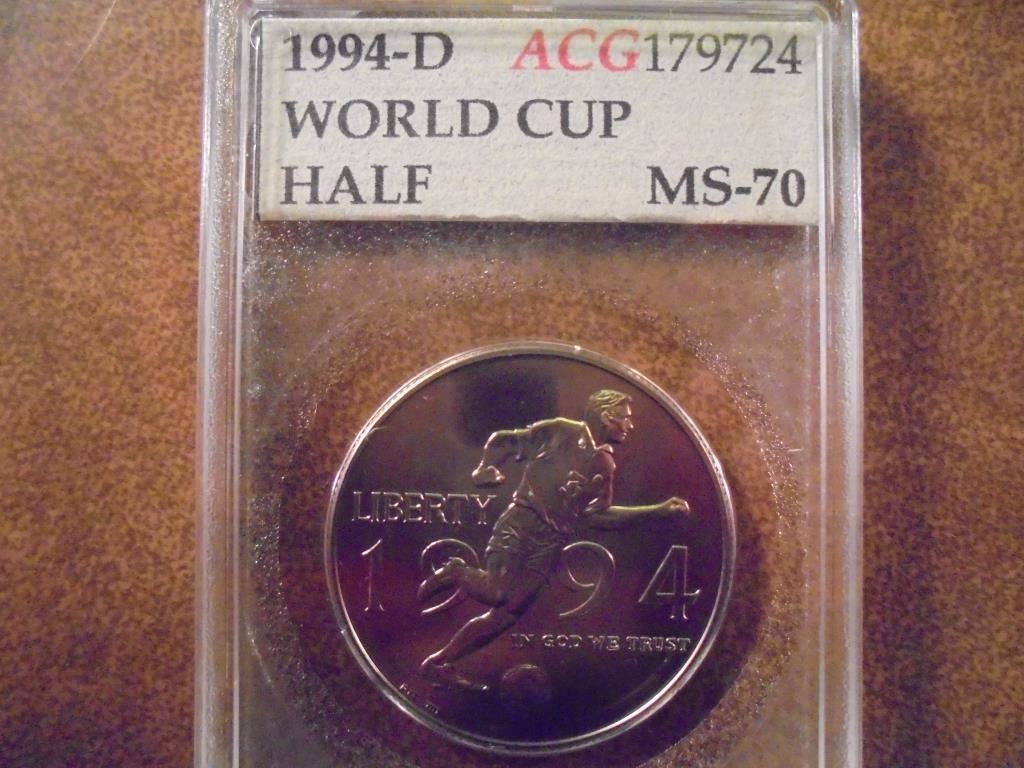 1994-D ACG179724
WORLD CUP
HALF MS-70
LIBERTY
1994
IN GOD WE TRUST